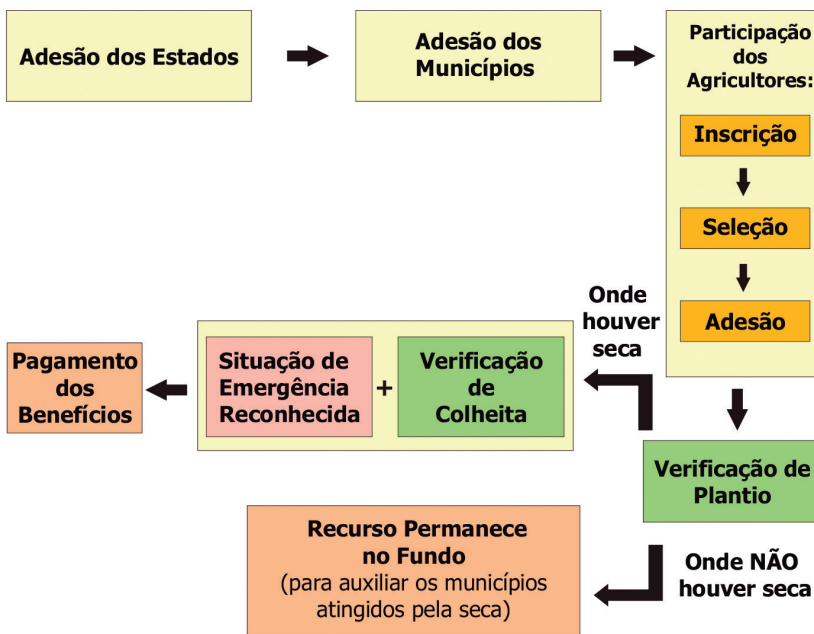 Adesão dos Estados
Adesão dos
Municípios
Participação
dos
Agricultores:
Inscrição
Seleção
Adesão
Verificação de
Plantio
Onde
houver
seca
Verificação
de
Colheita
+
Situação de
Emergência
Reconhecida
Pagamento
dos
Benefícios
Onde NÃO
houver seca
Recurso Permanece
no Fundo
(para auxiliar os municípios
atingidos pela seca)